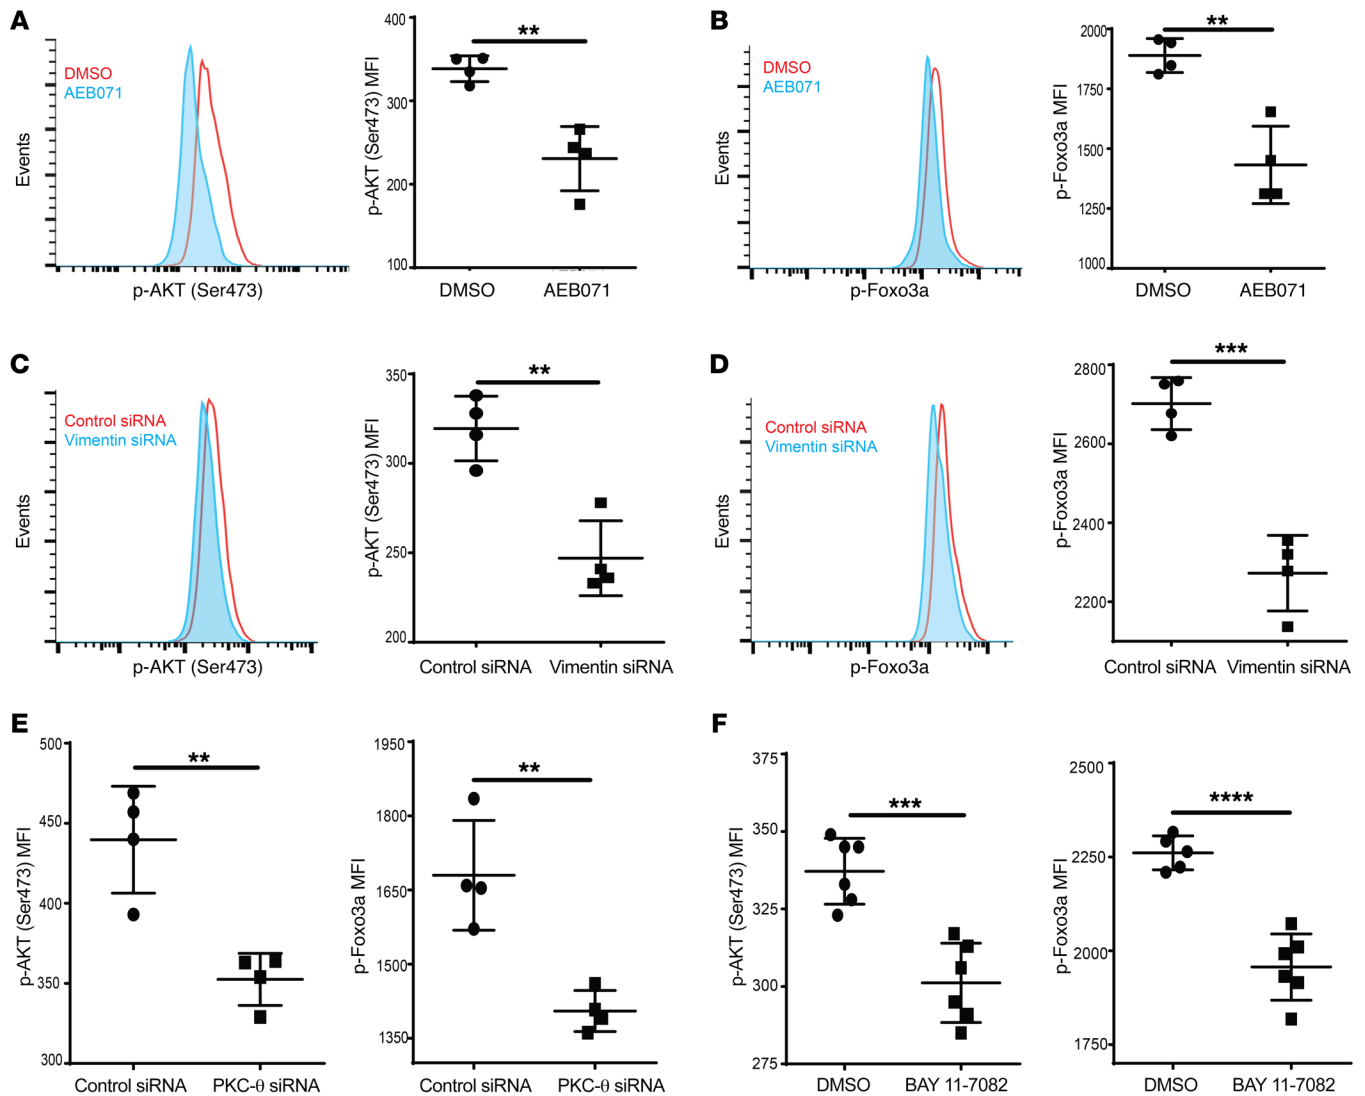 A
DMSO
AEB071
Events
p-AKT (Ser473)
p-AKT (Ser473) MFI
400
300
200
100
**
DMSO
AEB071
B
DMSO
AEB071
Events
p-Foxo3a
p-Foxo3a MFI
2000
1750
1500
1250
1000
**
DMSO
AEB071
C
Control siRNA
Vimentin siRNA
Events
p-AKT (Ser473)
p-AKT (Ser473) MFI
350
300
250
200
**
Control siRNA
Vimentin siRNA
D
Control siRNA
Vimentin siRNA
Events
p-Foxo3a
p-Foxo3a MFI
2800
2600
2400
2200
***
Control siRNA
Vimentin siRNA
E
p-AKT (Ser473) MFI
500
450
400
350
300
**
Control siRNA
PKC-θ siRNA
p-Foxo3a MFI
1950
1800
1650
1500
1350
**
Control siRNA
PKC-θ siRNA
F
p-AKT (Ser473) MFI
375
350
325
300
275
***
DMSO
BAY 11-7082
p-Foxo3a MFI
2500
2250
2000
1750
****
DMSO
BAY 11-7082